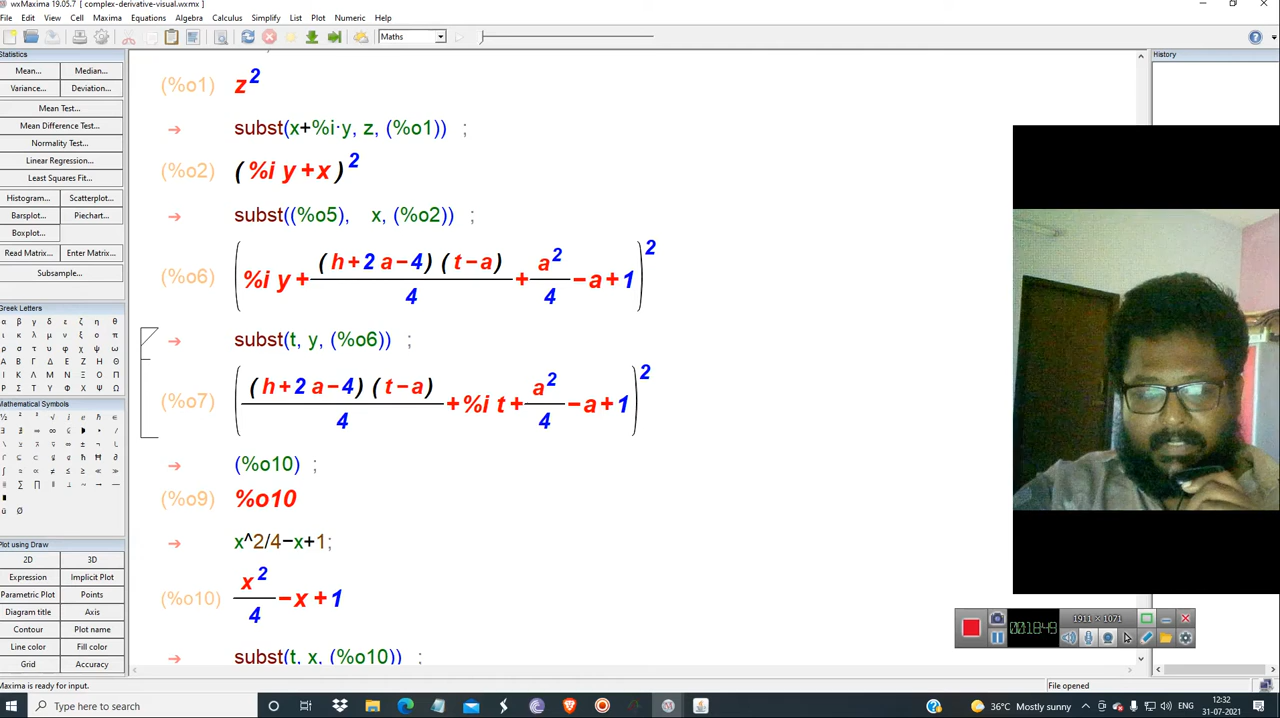 wxMaxima 19.05.7 [ complex-derivative-visual.wxmx ]
File Edit View Cell Maxima Equations Algebra Calculus Simplify List Plot Numeric Help
Maths
Statistics
Mean... Median...
Variance... Deviation...
Mean Test...
Mean Difference Test...
Normality Test...
Linear Regression...
Least Squares Fit...
Histogram... Scatterplot...
Barsplot... Piechart...
Boxplot...
Read Matrix... Enter Matrix...
Subsample...
Greek Letters
α β γ δ ε ζ η θ
ι κ λ μ ν ξ ο π
ρ ς σ τ υ φ χ ψ ω
Α Β Γ Δ Ε Ζ Η Θ
Ι Κ Λ Μ Ν Ξ Ο Π
Ρ Σ Τ Υ Φ Χ Ψ Ω
Mathematical Symbols
Plot using Draw
2D 3D
Expression Implicit Plot
Parametric Plot Points
Diagram title Axis
Contour Plot name
Line color Fill color
Grid Accuracy
(%o1) z^2
→ subst(x+%i·y, z, (%o1)) ;
(%o2) (%i y+x)^2
→ subst((%o5), x, (%o2)) ;
(%o6) (%i y+(h+2 a−4) (t−a)/4+a^2/4−a+1)^2
→ subst(t, y, (%o6)) ;
(%o7) ((h+2 a−4) (t−a)/4+%i t+a^2/4−a+1)^2
→ (%o10) ;
(%o9) %o10
→ x^2/4−x+1;
(%o10) x^2/4−x+1
→ subst(t, x, (%o10)) ;
History
1911 × 1071
Maxima is ready for input.
File opened
Type here to search
36°C Mostly sunny
ENG
12:32
31-07-2021